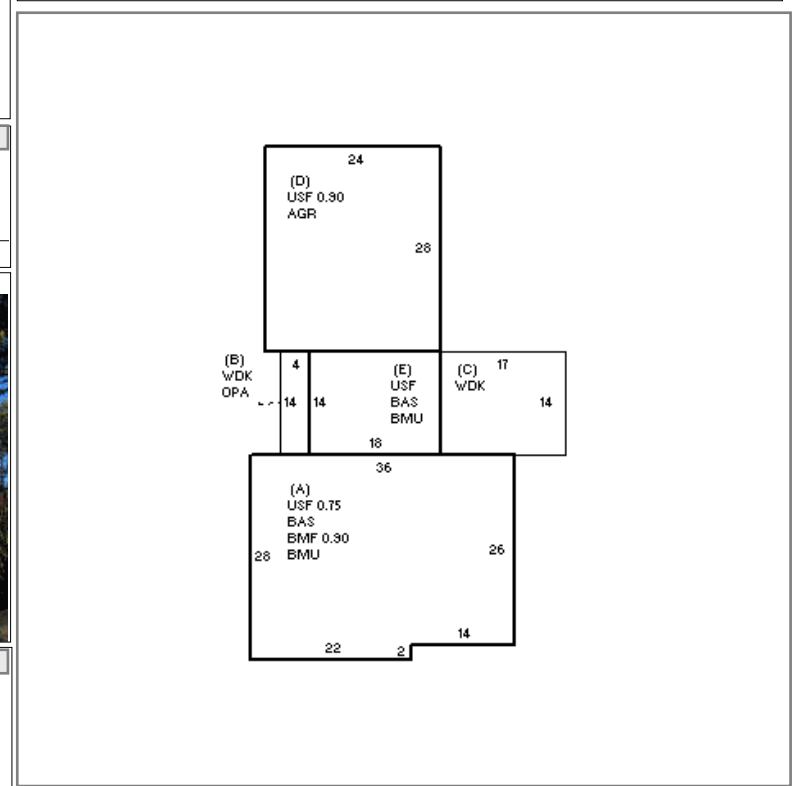 24
(D)
USF 0.90
AGR
28
(B)
WDK
OPA
4
14
14
(E)
USF
BAS
BMU
18
(C)
WDK
17
14
36
(A)
USF 0.75
BAS
BMF 0.90
BMU
28
26
14
22
2